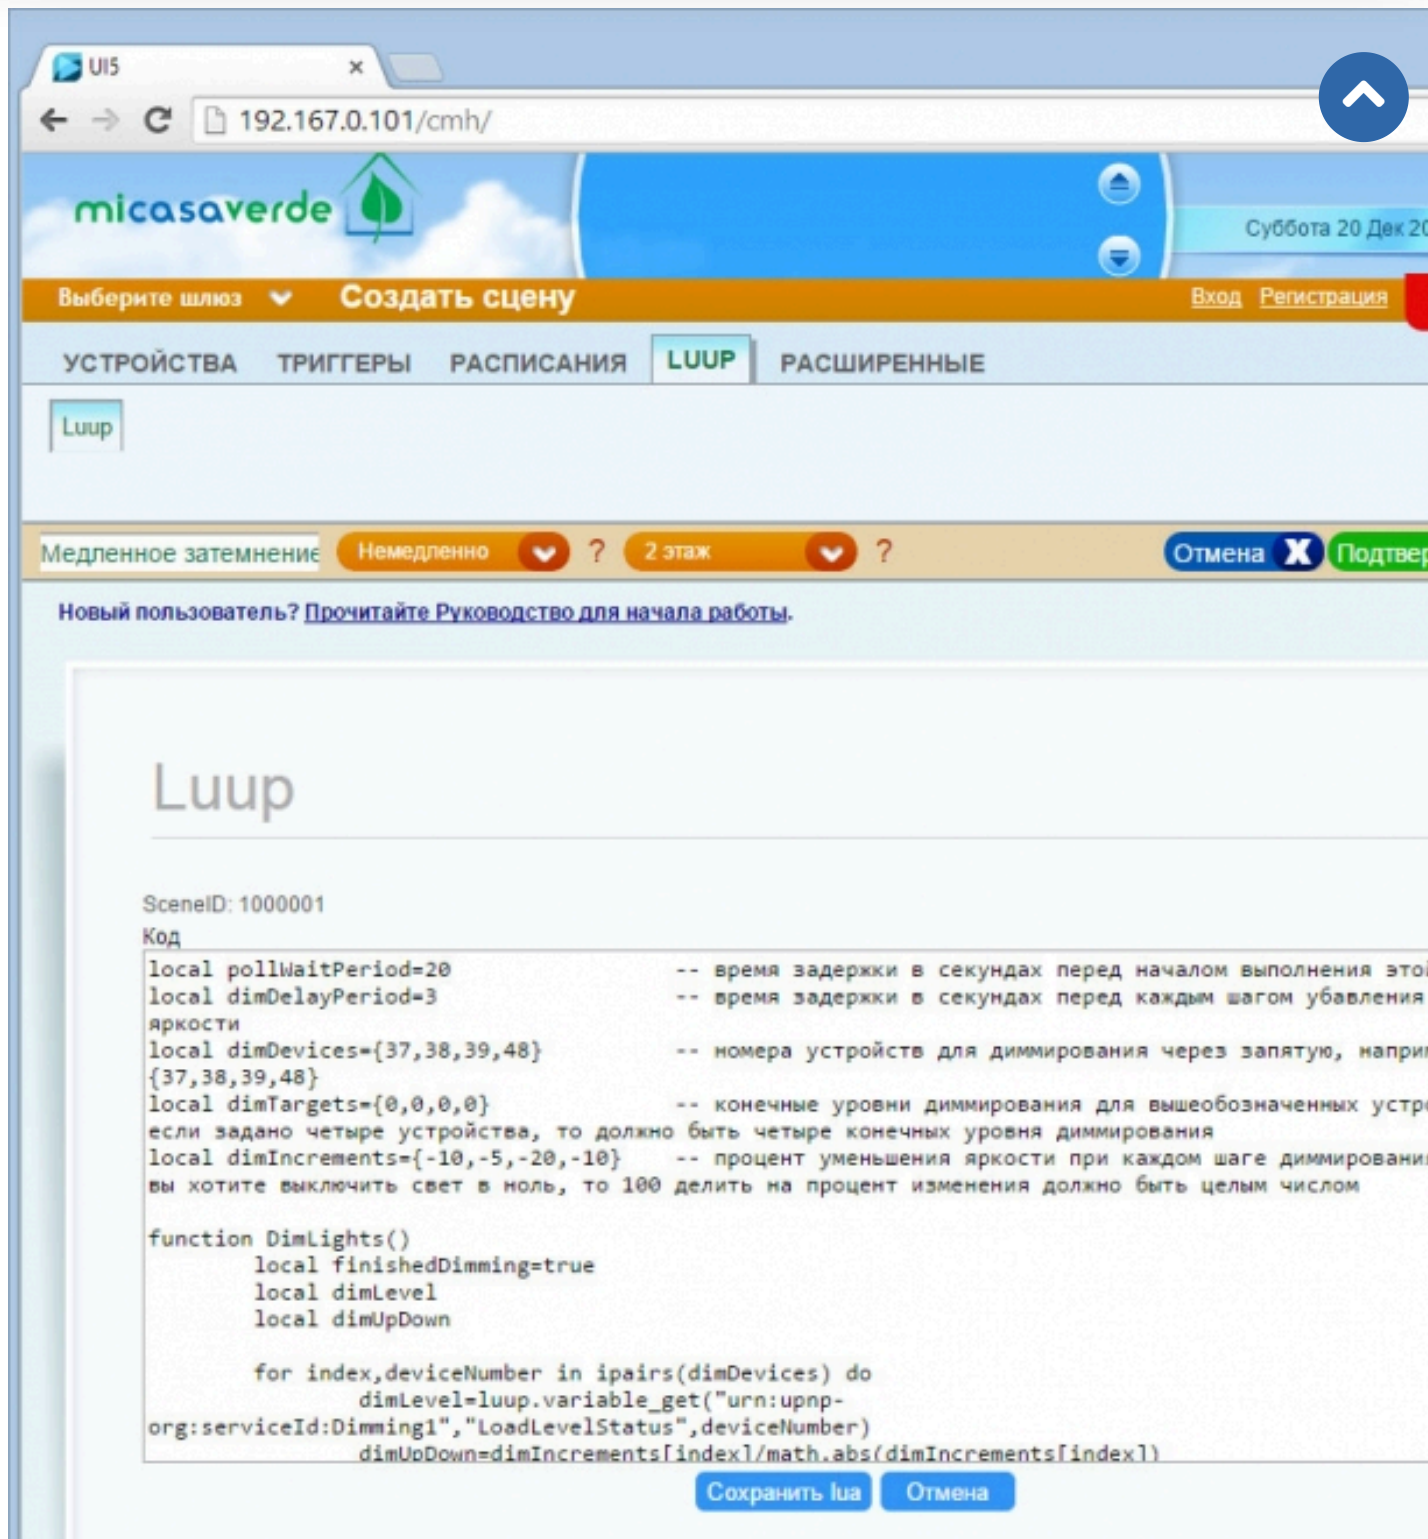 UI5
192.167.0.101/cmh/
micasaverde
Суббота 20 Дек 20
Выберите шлюз Создать сцену Вход Регистрация
УСТРОЙСТВА ТРИГГЕРЫ РАСПИСАНИЯ LUUP РАСШИРЕННЫЕ
Luup
Медленное затемнение Немедленно ? 2 этаж ? Отмена X Подтвер
Новый пользователь? Прочитайте Руководство для начала работы.
Luup
SceneID: 1000001
Код
local pollWaitPeriod=20 -- время задержки в секундах перед началом выполнения этой
local dimDelayPeriod=3 -- время задержки в секундах перед каждым шагом убавления
яркости
local dimDevices={37,38,39,48} -- номера устройств для диммирования через запятую, напри
{37,38,39,48}
local dimTargets={0,0,0,0} -- конечные уровни диммирования для вышеобозначенных устро
если задано четыре устройства, то должно быть четыре конечных уровня диммирования
local dimIncrements={-10,-5,-20,-10} -- процент уменьшения яркости при каждом шаге диммирования
вы хотите выключить свет в ноль, то 100 делить на процент изменения должно быть целым числом
function DimLights()
local finishedDimming=true
local dimLevel
local dimUpDown
for index,deviceNumber in ipairs(dimDevices) do
dimLevel=luup.variable_get("urn:upnp-
org:serviceId:Dimming1","LoadLevelStatus",deviceNumber)
dimUpDown=dimIncrements[index]/math.abs(dimIncrements[index])
Сохранить lua Отмена